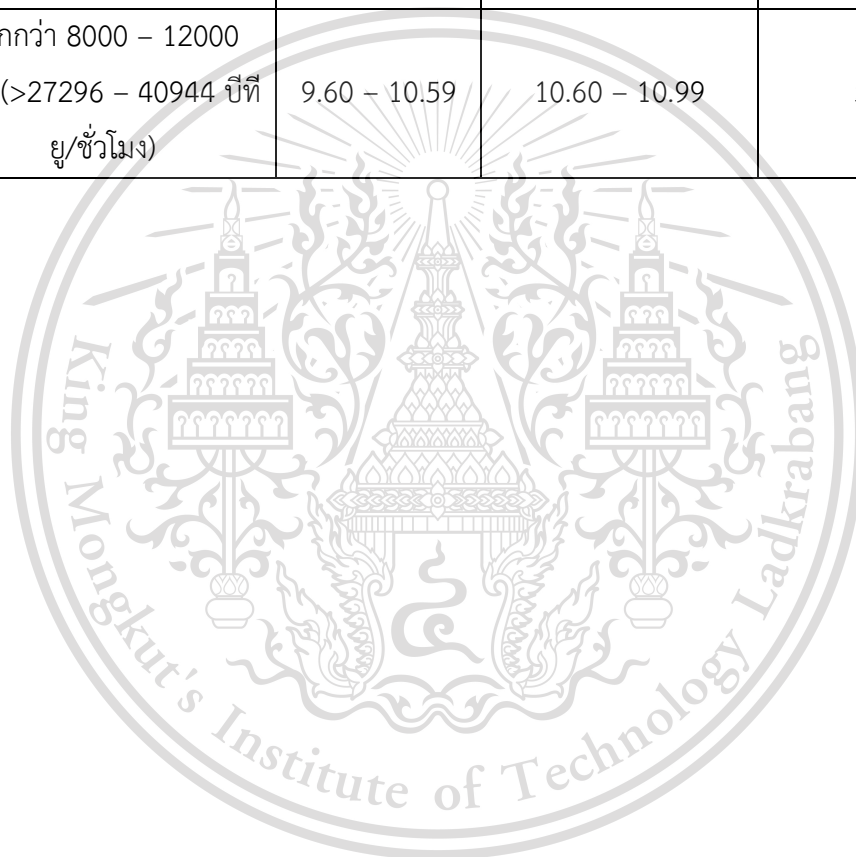 กกว่า 8000 – 12000
(>27296 – 40944 บีที
ยู/ชั่วโมง)
9.60 – 10.59
10.60 – 10.99
King Mongkut's Institute of Technology Ladkrabang